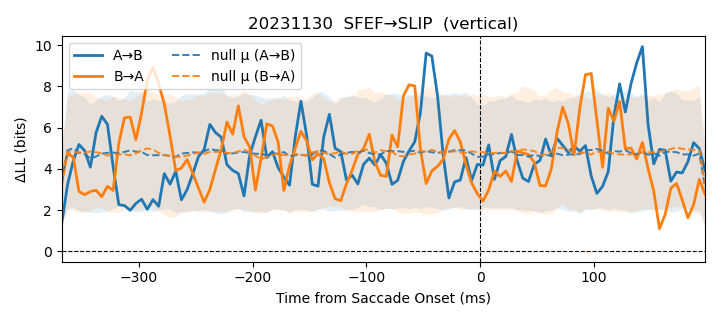 20231130  SFEF→SLIP  (vertical)
A→B
B→A
null μ (A→B)
null μ (B→A)
ΔLL (bits)
10
8
6
4
2
0
−300
−200
−100
0
100
Time from Saccade Onset (ms)